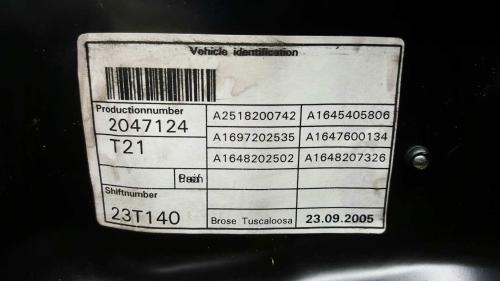 Vehicle identification
Productionnumber
2047124
T21
A2518200742 A1645405806
A1697202535 A1647600134
A1648202502 A1648207326
Shiftnumber
23T140
Brose Tuscaloosa 23.09.2005